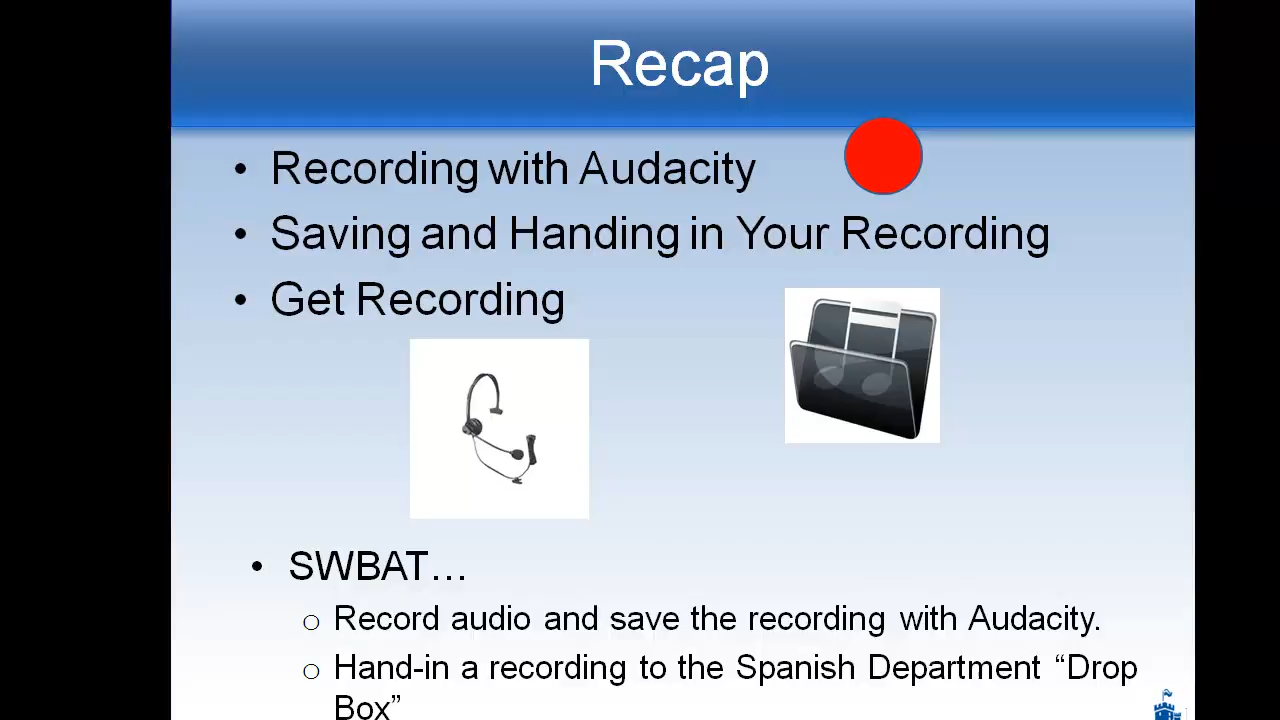 Recap
• Recording with Audacity
• Saving and Handing in Your Recording
• Get Recording
• SWBAT…
o Record audio and save the recording with Audacity.
o Hand-in a recording to the Spanish Department “Drop
Box”